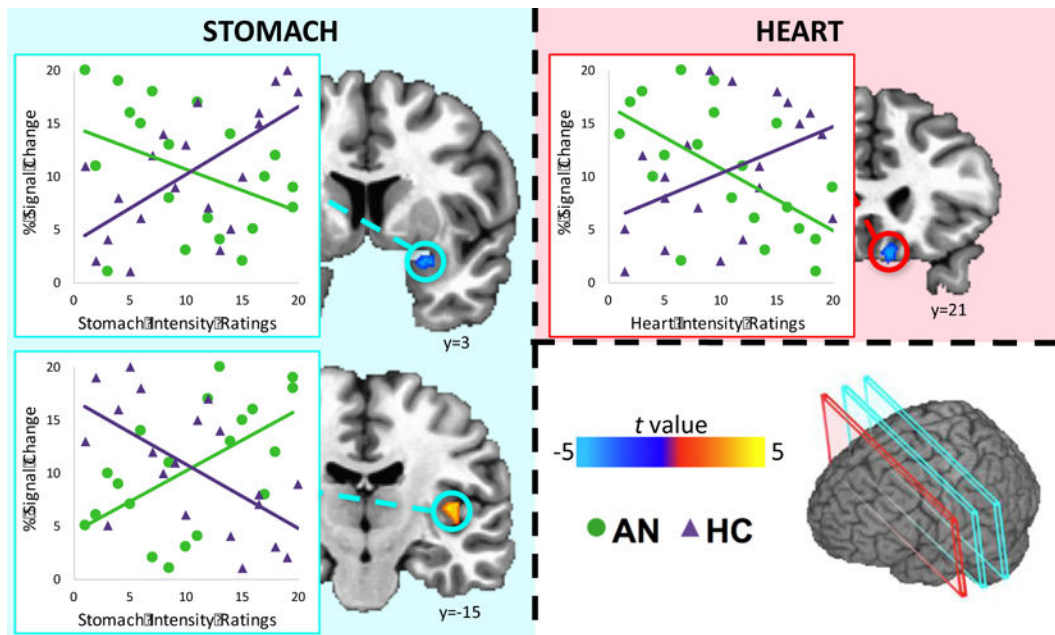 STOMACH
HEART
20
15
10
5
0
0
5
10
15
20
%⍰Signal⍰Change
Stomach⍰Intensity⍰Ratings
y=3
20
15
10
5
0
0
5
10
15
20
%⍰Signal⍰Change
Heart⍰Intensity⍰Ratings
y=21
20
15
10
5
0
0
5
10
15
20
%⍰Signal⍰Change
Stomach⍰Intensity⍰Ratings
y=-15
t value
-5
5
AN
HC